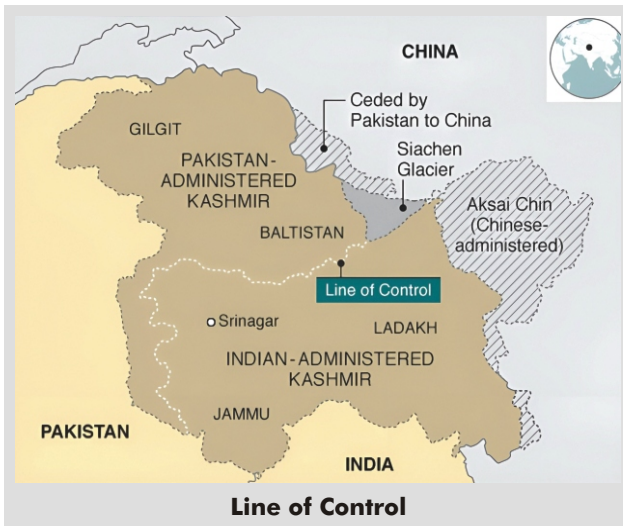 CHINA
Ceded by
Pakistan to China
GILGIT
Siachen
Glacier
PAKISTAN-
ADMINISTERED
KASHMIR
Aksai Chin
(Chinese-
administered)
BALTISTAN
Line of Control
Srinagar
LADAKH
INDIAN-ADMINISTERED
KASHMIR
JAMMU
PAKISTAN
INDIA
Line of Control